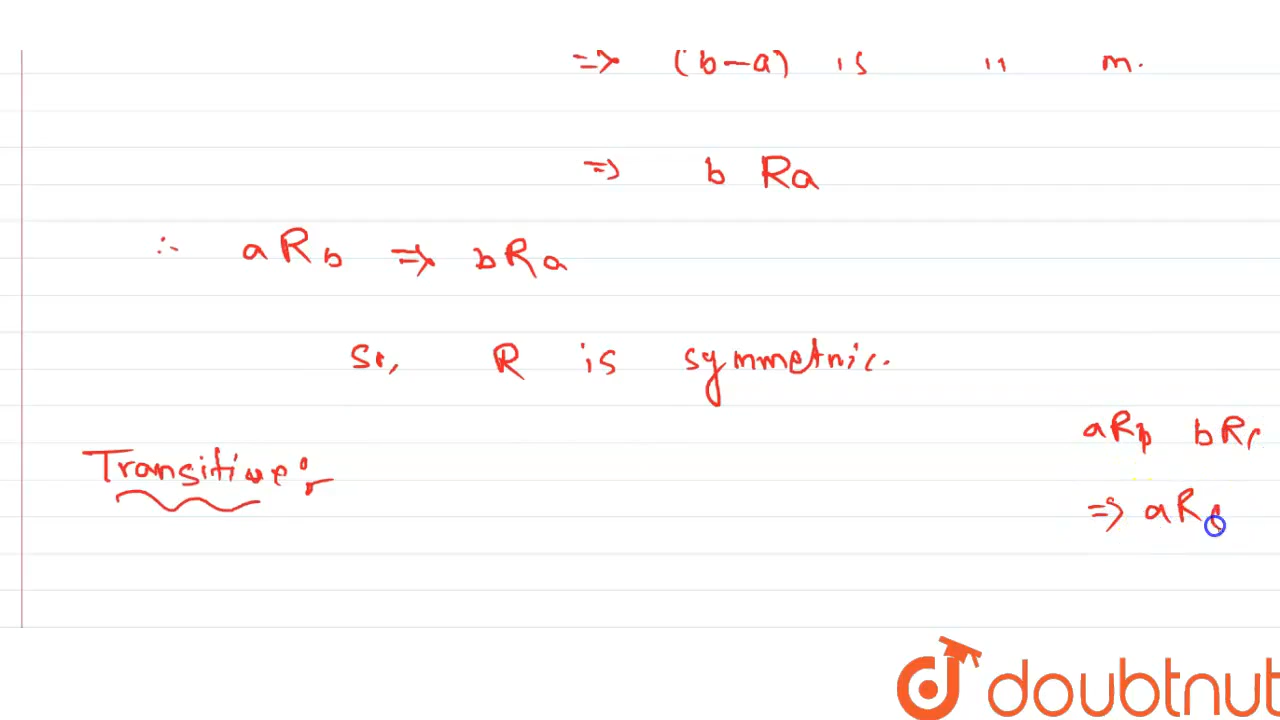 => (b-a) is " m.
=> b Ra
∴ aRb => bRa
So, R is symmetric.
aRb bRc
Transitive:-
=> aRc
doubtnut